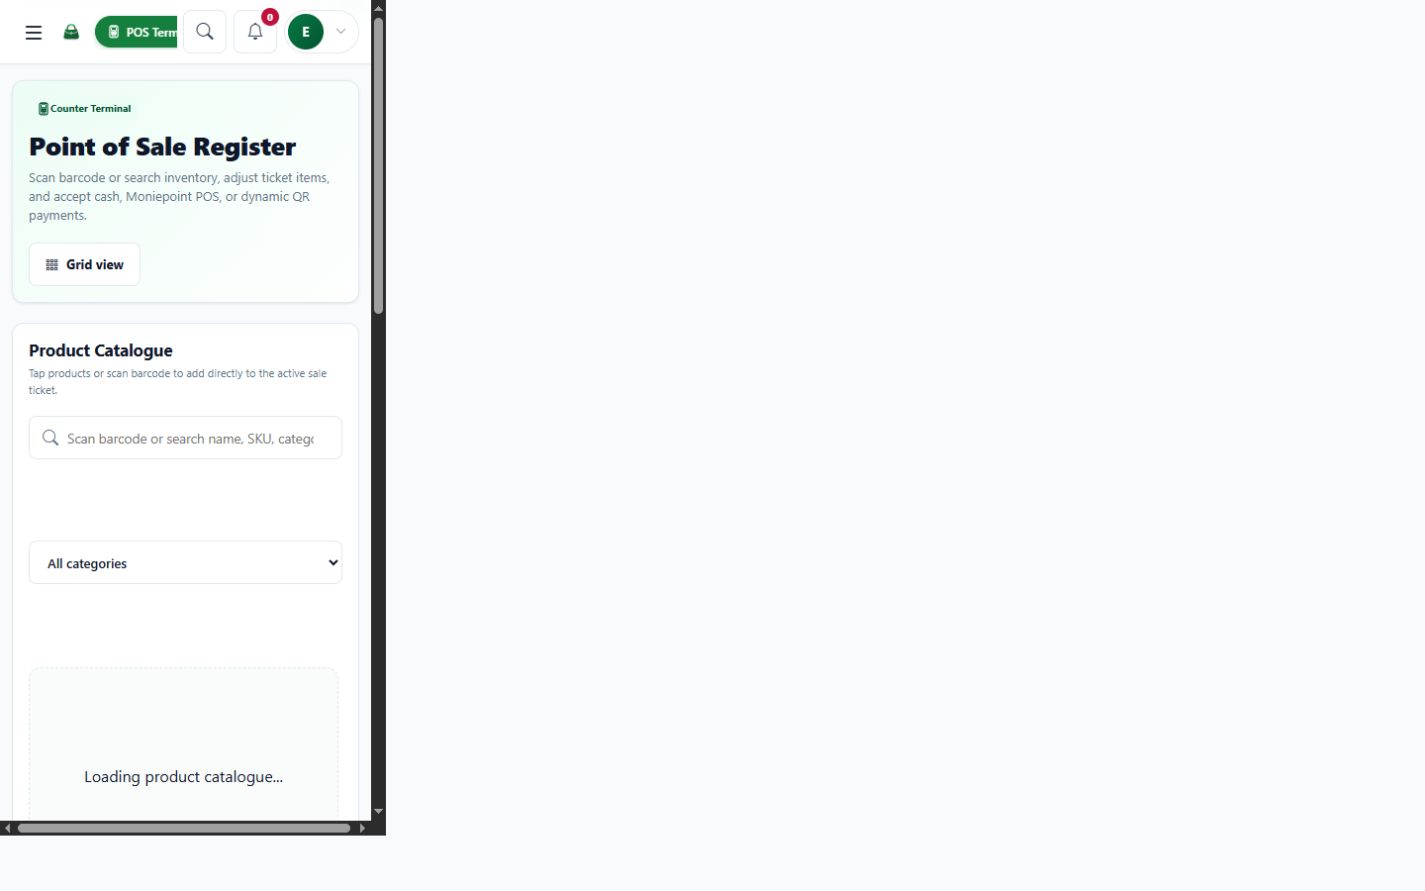 POS Term
0
E
Counter Terminal
Point of Sale Register
Scan barcode or search inventory, adjust ticket items,
and accept cash, Moniepoint POS, or dynamic QR
payments.
Grid view
Product Catalogue
Tap products or scan barcode to add directly to the active sale
ticket.
Scan barcode or search name, SKU, catego
All categories
Loading product catalogue...